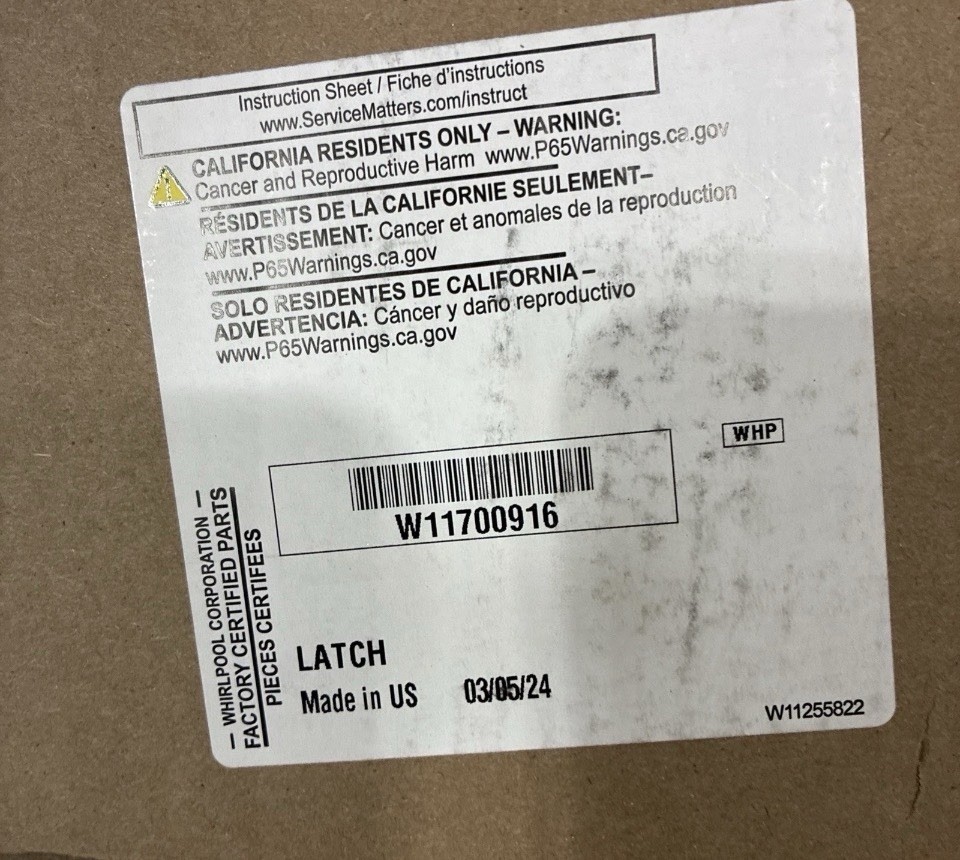 Instruction Sheet / Fiche d'instructions
www.ServiceMatters.com/instruct
CALIFORNIA RESIDENTS ONLY – WARNING:
Cancer and Reproductive Harm www.P65Warnings.ca.gov
RÉSIDENTS DE LA CALIFORNIE SEULEMENT–
AVERTISSEMENT: Cancer et anomales de la reproduction
www.P65Warnings.ca.gov
SOLO RESIDENTES DE CALIFORNIA –
ADVERTENCIA: Cáncer y daño reproductivo
www.P65Warnings.ca.gov
WHP
W11700916
– WHIRLPOOL CORPORATION –
FACTORY CERTIFIED PARTS
PIECES CERTIFEES
LATCH
Made in US 03/05/24
W11255822